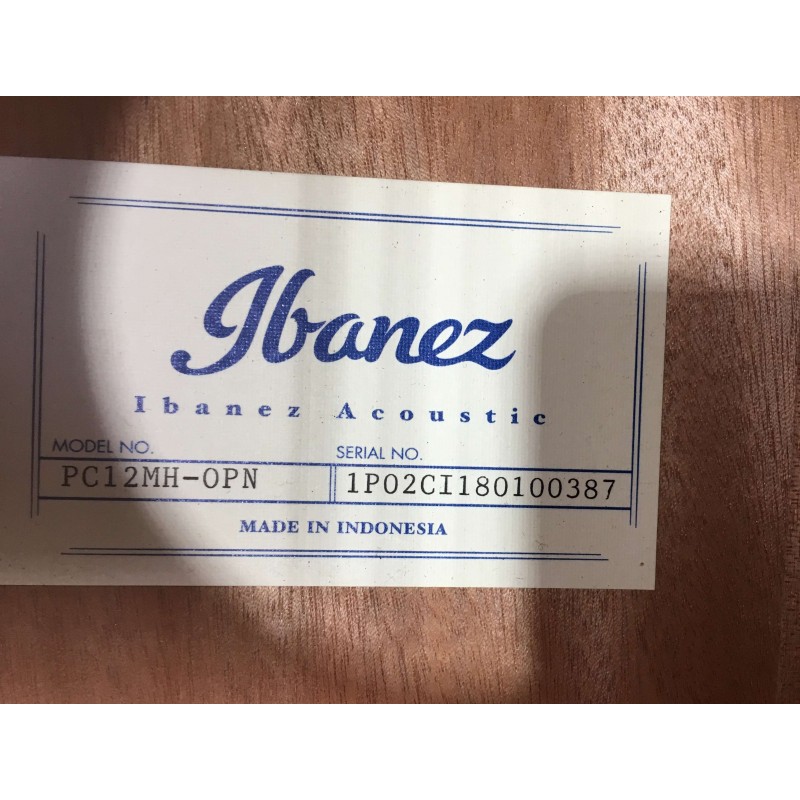 Ibanez
Ibanez Acoustic
MODEL NO. SERIAL NO.
PC12MH-OPN 1P02CI180100387
MADE IN INDONESIA